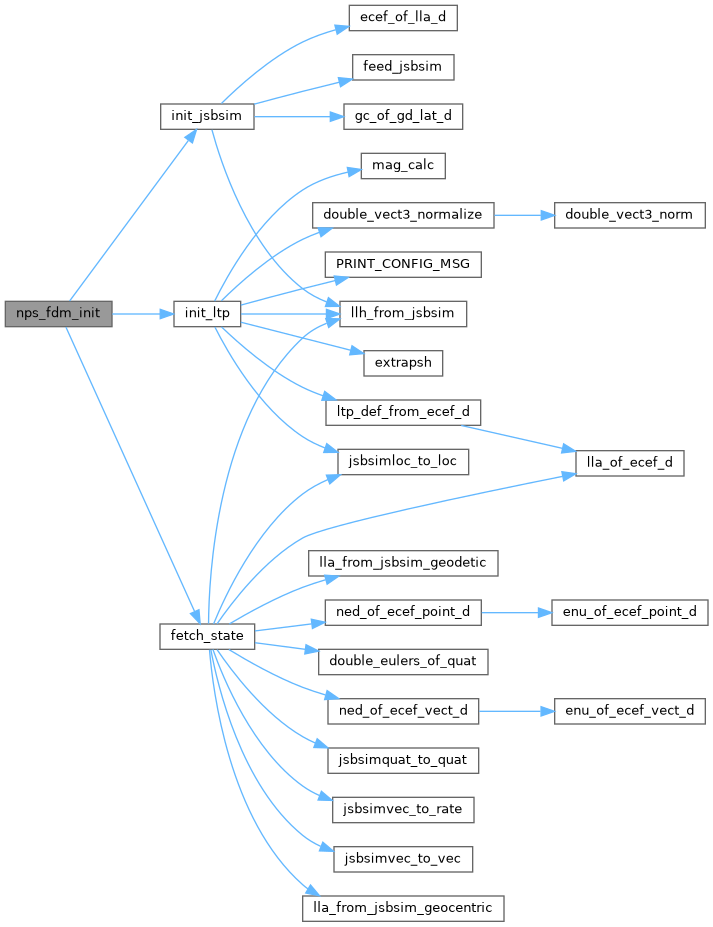 ecef_of_lla_d
feed_jsbsim
init_jsbsim
gc_of_gd_lat_d
mag_calc
double_vect3_normalize
double_vect3_norm
PRINT_CONFIG_MSG
nps_fdm_init
init_ltp
llh_from_jsbsim
extrapsh
ltp_def_from_ecef_d
jsbsimloc_to_loc
lla_of_ecef_d
lla_from_jsbsim_geodetic
ned_of_ecef_point_d
enu_of_ecef_point_d
fetch_state
double_eulers_of_quat
ned_of_ecef_vect_d
enu_of_ecef_vect_d
jsbsimquat_to_quat
jsbsimvec_to_rate
jsbsimvec_to_vec
lla_from_jsbsim_geocentric